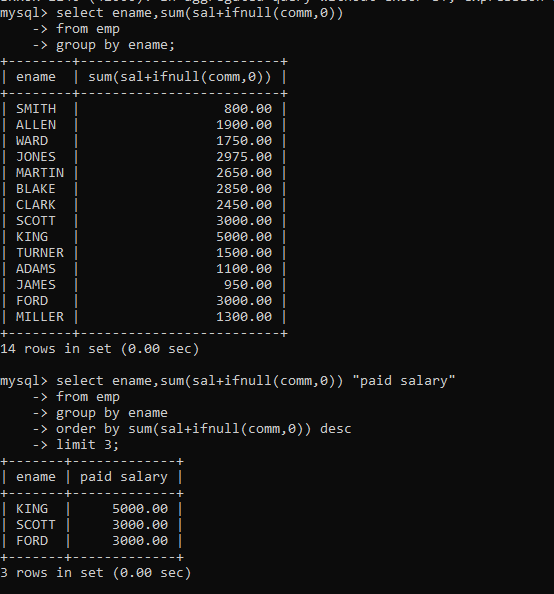 mysql> select ename,sum(sal+ifnull(comm,0))
    -> from emp
    -> group by ename;
+--------+-------------------------+
| ename  | sum(sal+ifnull(comm,0)) |
+--------+-------------------------+
| SMITH  |                  800.00 |
| ALLEN  |                 1900.00 |
| WARD   |                 1750.00 |
| JONES  |                 2975.00 |
| MARTIN |                 2650.00 |
| BLAKE  |                 2850.00 |
| CLARK  |                 2450.00 |
| SCOTT  |                 3000.00 |
| KING   |                 5000.00 |
| TURNER |                 1500.00 |
| ADAMS  |                 1100.00 |
| JAMES  |                  950.00 |
| FORD   |                 3000.00 |
| MILLER |                 1300.00 |
+--------+-------------------------+
14 rows in set (0.00 sec)

mysql> select ename,sum(sal+ifnull(comm,0)) "paid salary"
    -> from emp
    -> group by ename
    -> order by sum(sal+ifnull(comm,0)) desc
    -> limit 3;
+-------+-------------+
| ename | paid salary |
+-------+-------------+
| KING  |     5000.00 |
| SCOTT |     3000.00 |
| FORD  |     3000.00 |
+-------+-------------+
3 rows in set (0.00 sec)